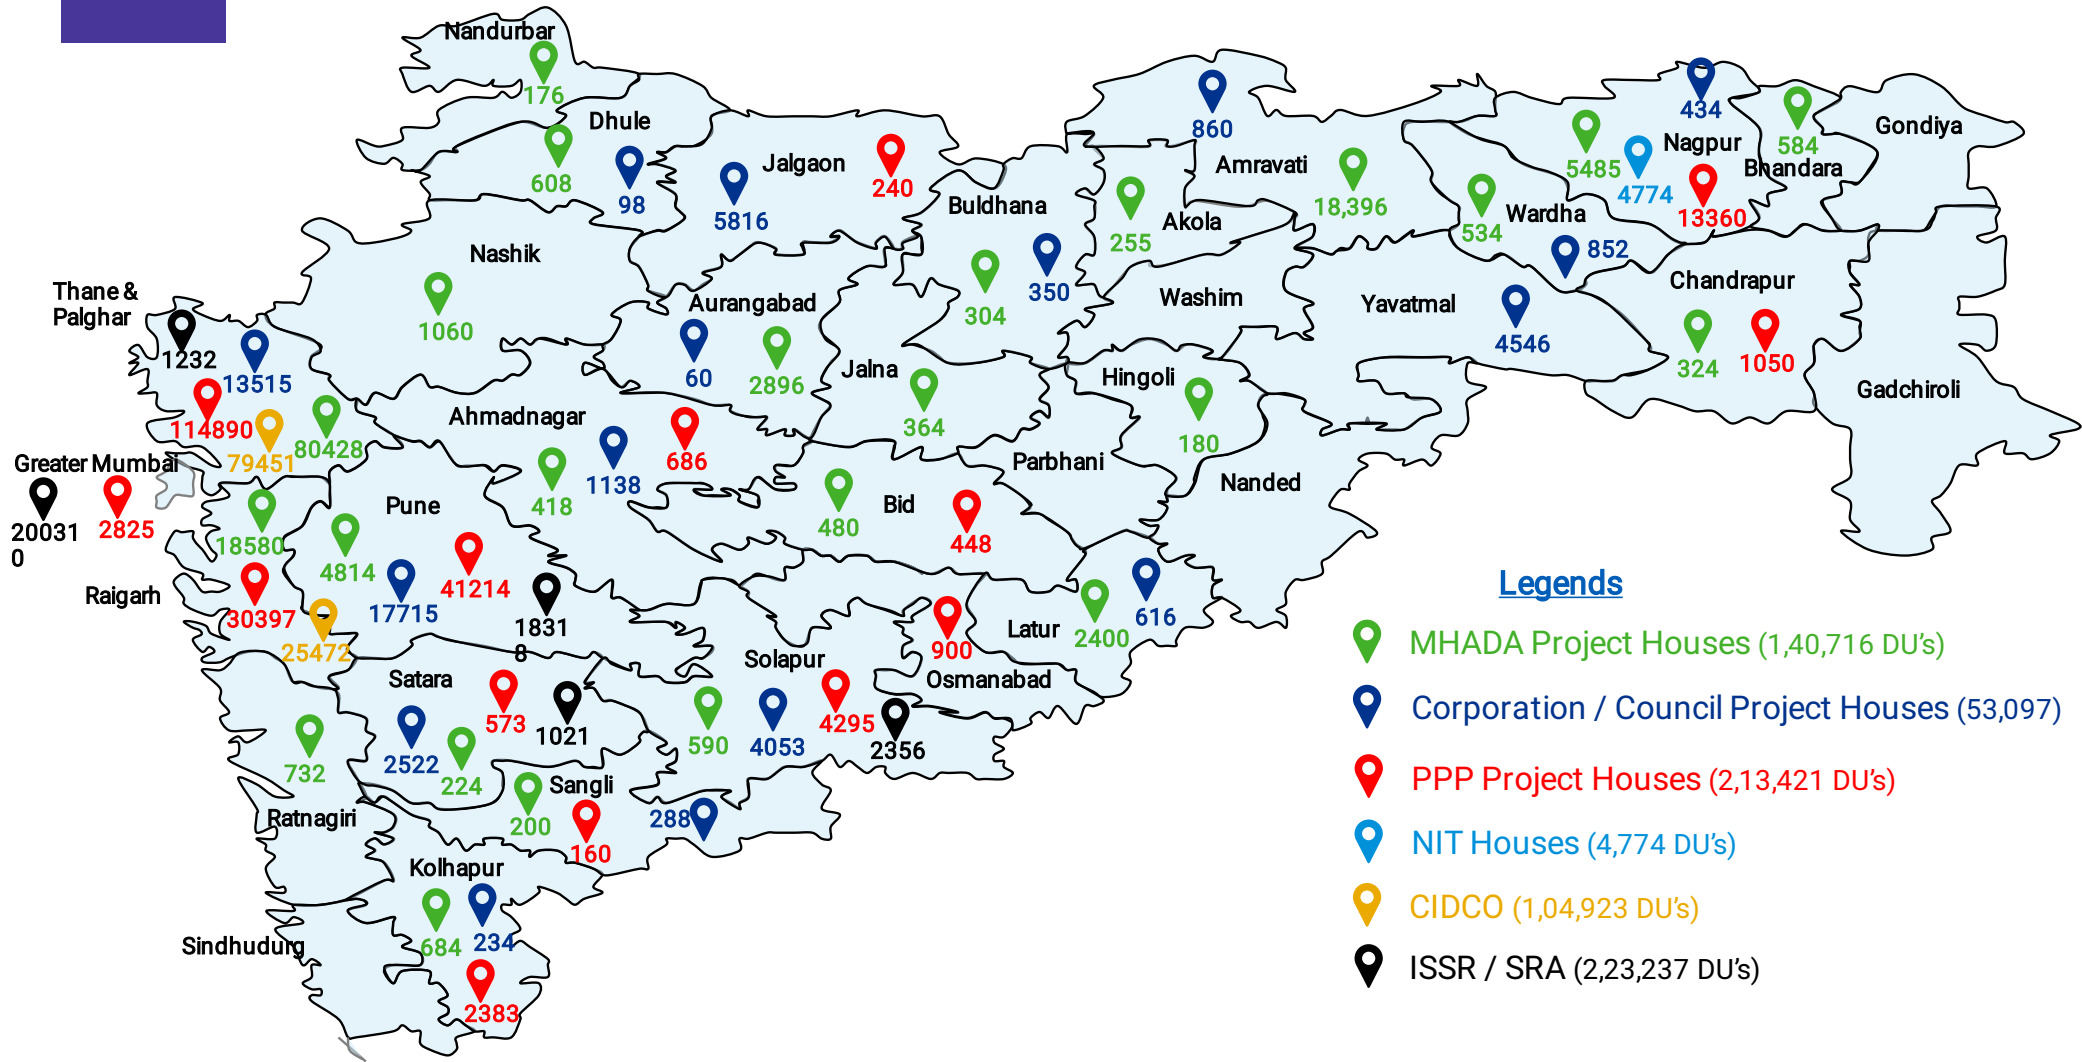 Nandurbar
176
Dhule
608
98
Jalgaon
5816
240
860
Amravati
18,396
Buldhana
304
350
255
Akola
434
5485
Nagpur
4774
13360
584
Bhandara
Gondiya
534
Wardha
852
Nashik
1060
Aurangabad
60
2896
Jalna
364
Washim
Yavatmal
4546
Chandrapur
324
1050
Gadchiroli
Thane &
Palghar
1232
13515
114890
79451
80428
Ahmadnagar
418
1138
686
Hingoli
180
Parbhani
Nanded
Greater Mumbai
20031
0
2825
18580
Raigarh
30397
25472
Pune
4814
17715
41214
1831
8
Bid
480
448
Latur
2400
616
900
Osmanabad
Solapur
590
4053
4295
2356
Satara
2522
224
573
1021
732
Ratnagiri
Sangli
200
160
288
Kolhapur
684
234
2383
Sindhudurg
Legends
MHADA Project Houses (1,40,716 DU’s)
Corporation / Council Project Houses (53,097)
PPP Project Houses (2,13,421 DU’s)
NIT Houses (4,774 DU’s)
CIDCO (1,04,923 DU’s)
ISSR / SRA (2,23,237 DU’s)